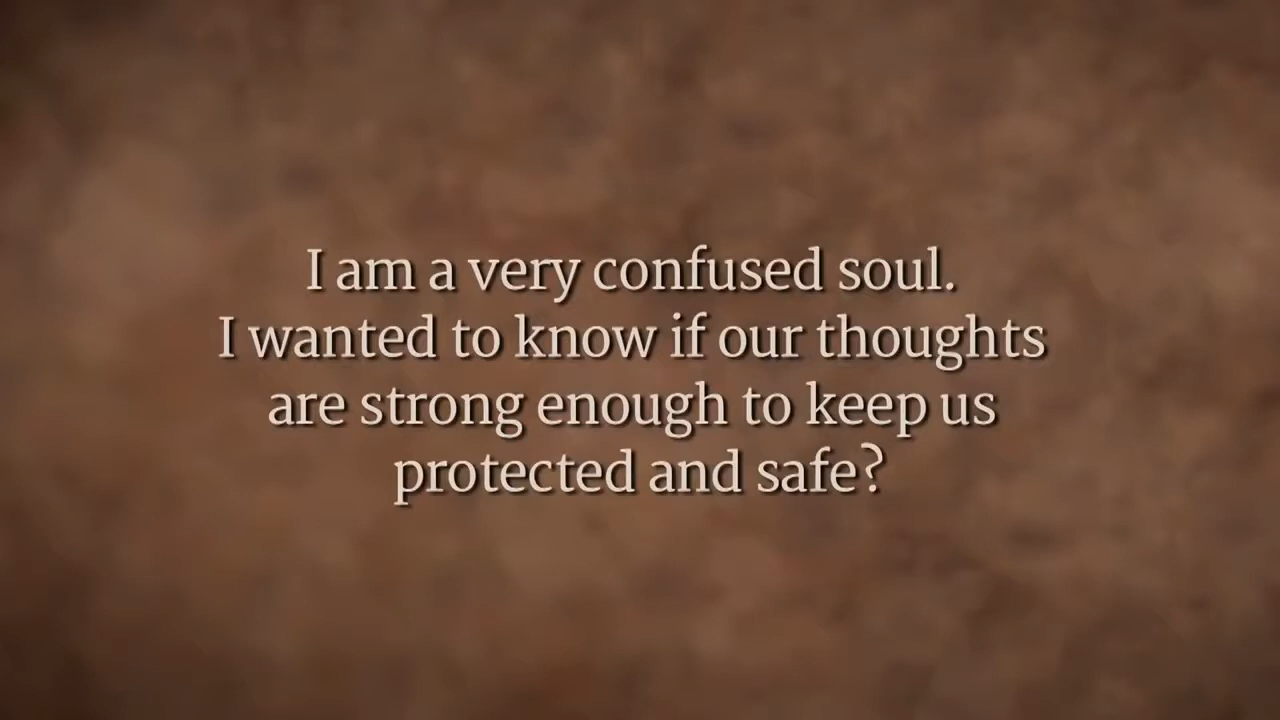 I am a very confused soul.
I wanted to know if our thoughts
are strong enough to keep us
protected and safe?